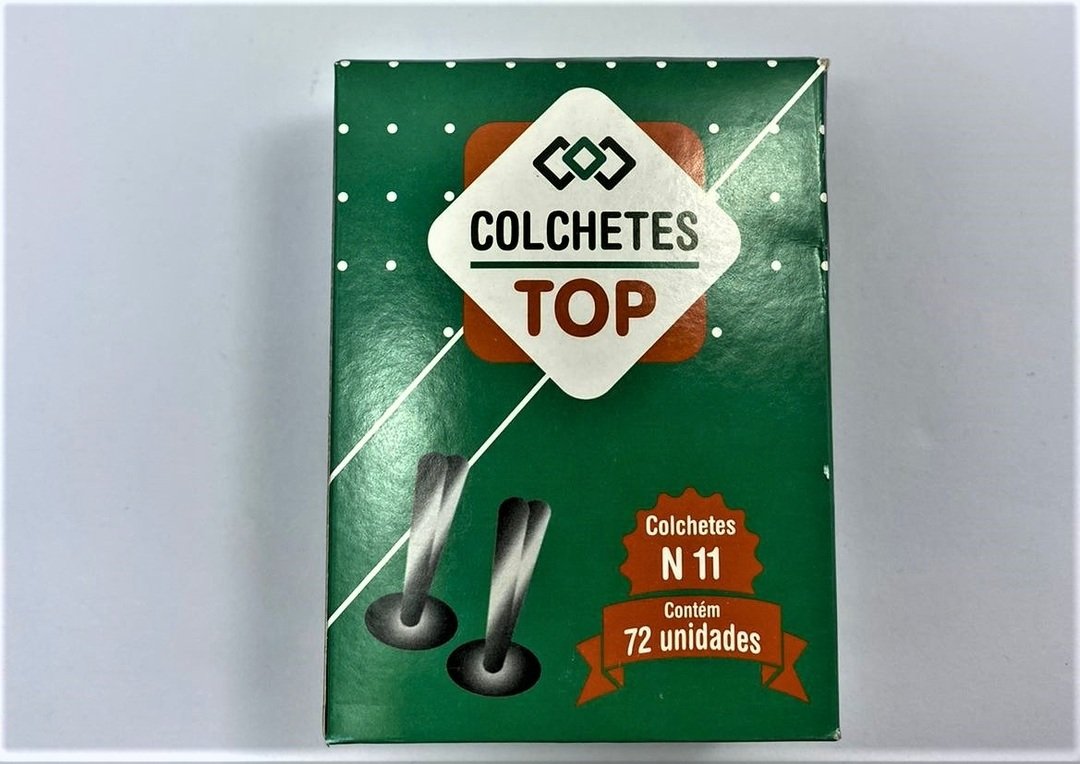 COLCHETES
TOP
Colchetes
N 11
Contém
72 unidades